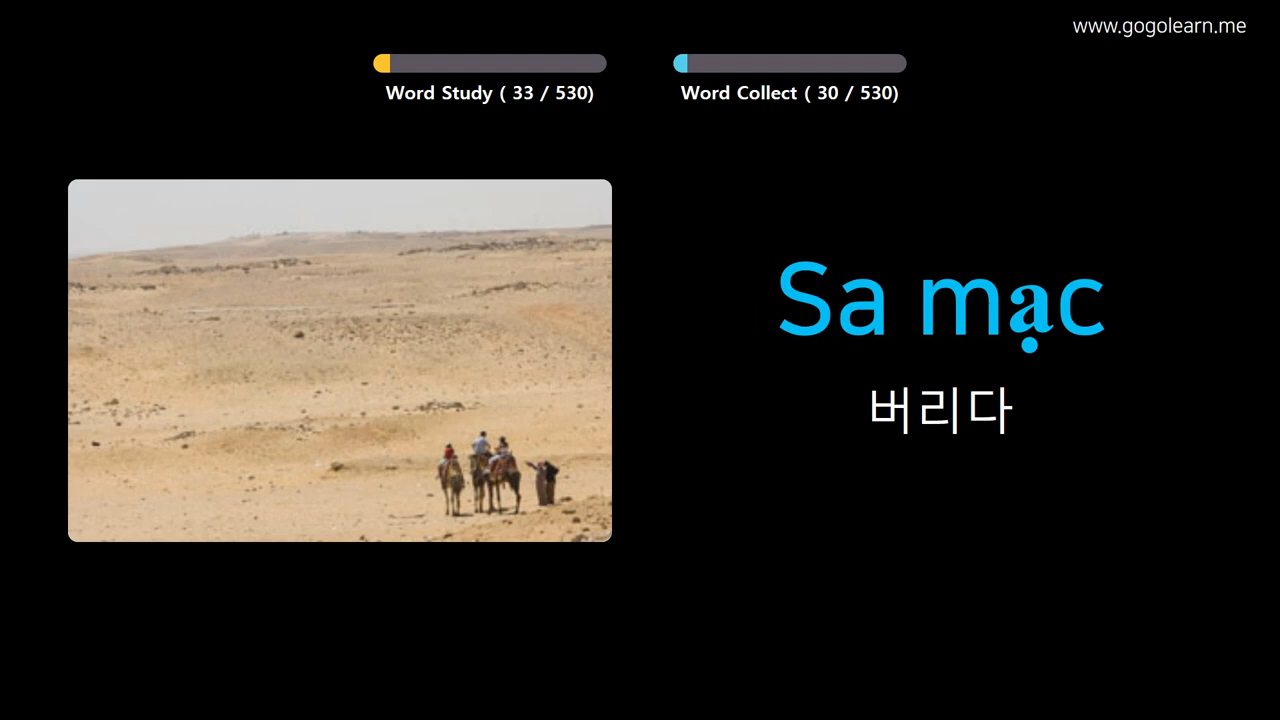 www.gogolearn.me
Word Study ( 33 / 530)
Word Collect ( 30 / 530)
Sa mạc
버리다